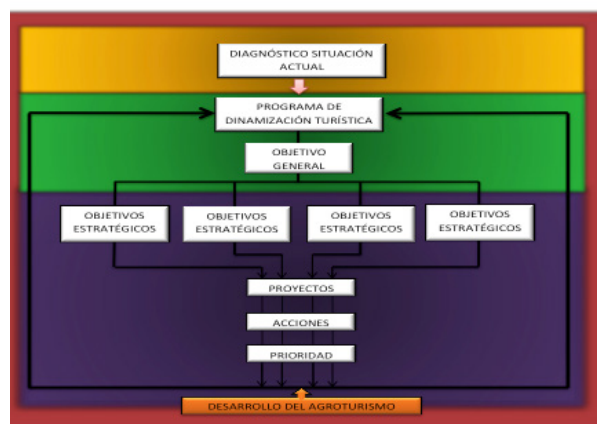 DIAGNÓSTICO SITUACIÓN
ACTUAL
PROGRAMA DE
DINAMIZACIÓN TURÍSTICA
OBJETIVO
GENERAL
OBJETIVOS
ESTRATÉGICOS
OBJETIVOS
ESTRATÉGICOS
OBJETIVOS
ESTRATÉGICOS
OBJETIVOS
ESTRATÉGICOS
PROYECTOS
ACCIONES
PRIORIDAD
DESARROLLO DEL AGROTURISMO